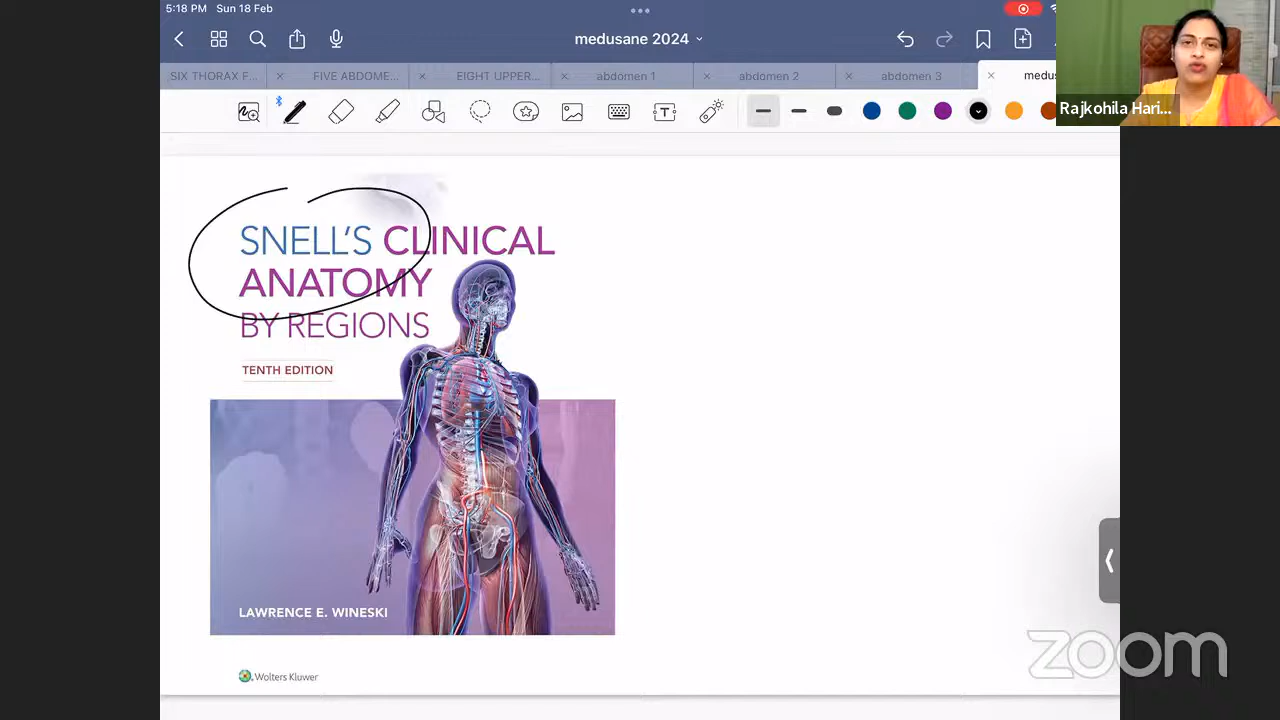 5:18 PM Sun 18 Feb
medusane 2024
SIX THORAX F...
FIVE ABDOME...
EIGHT UPPER...
abdomen 1
abdomen 2
abdomen 3
medus
T
Rajkohila Hari...
SNELL'S CLINICAL
ANATOMY
BY REGIONS
TENTH EDITION
LAWRENCE E. WINESKI
Wolters Kluwer
zoom